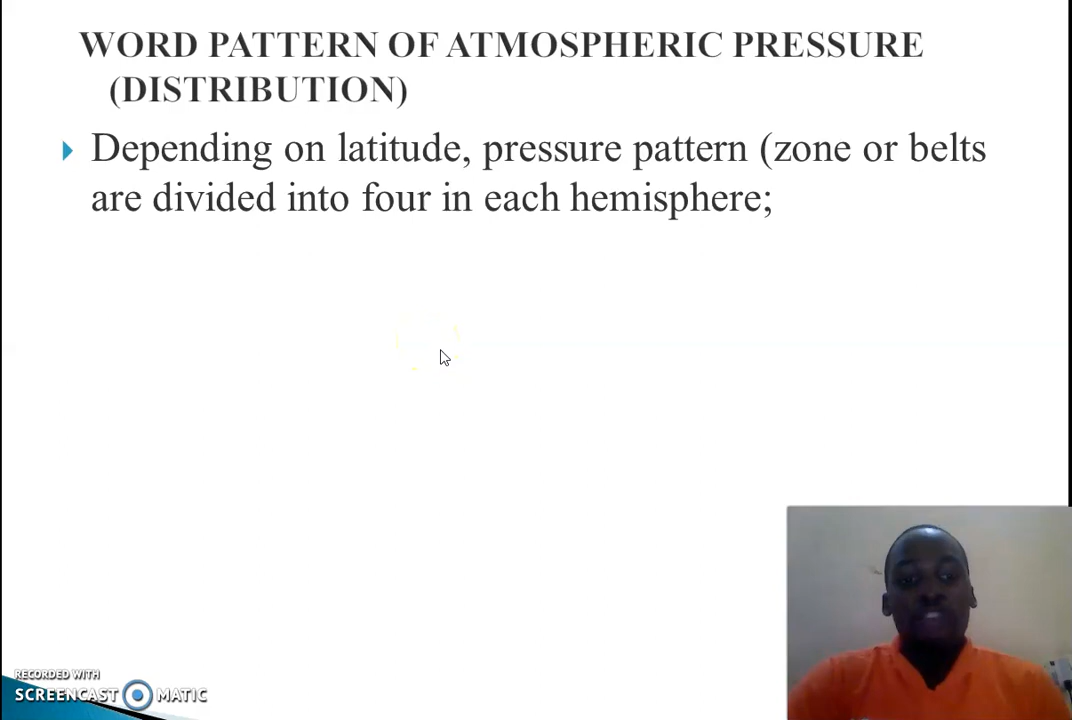 WORD PATTERN OF ATMOSPHERIC PRESSURE
(DISTRIBUTION)
Depending on latitude, pressure pattern (zone or belts
are divided into four in each hemisphere;
RECORDED WITH
SCREENCAST MATIC